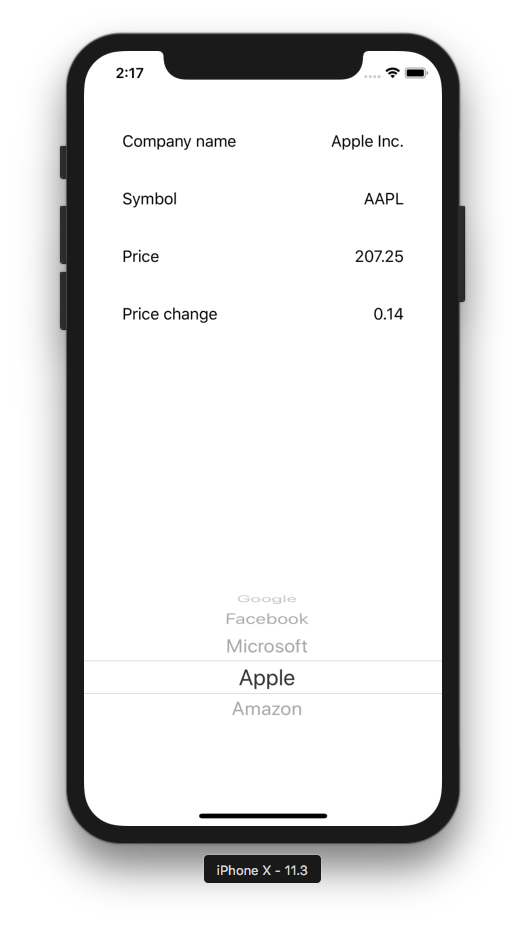 2:17
Company name Apple Inc.
Symbol AAPL
Price 207.25
Price change 0.14
Google
Facebook
Microsoft
Apple
Amazon
iPhone X - 11.3